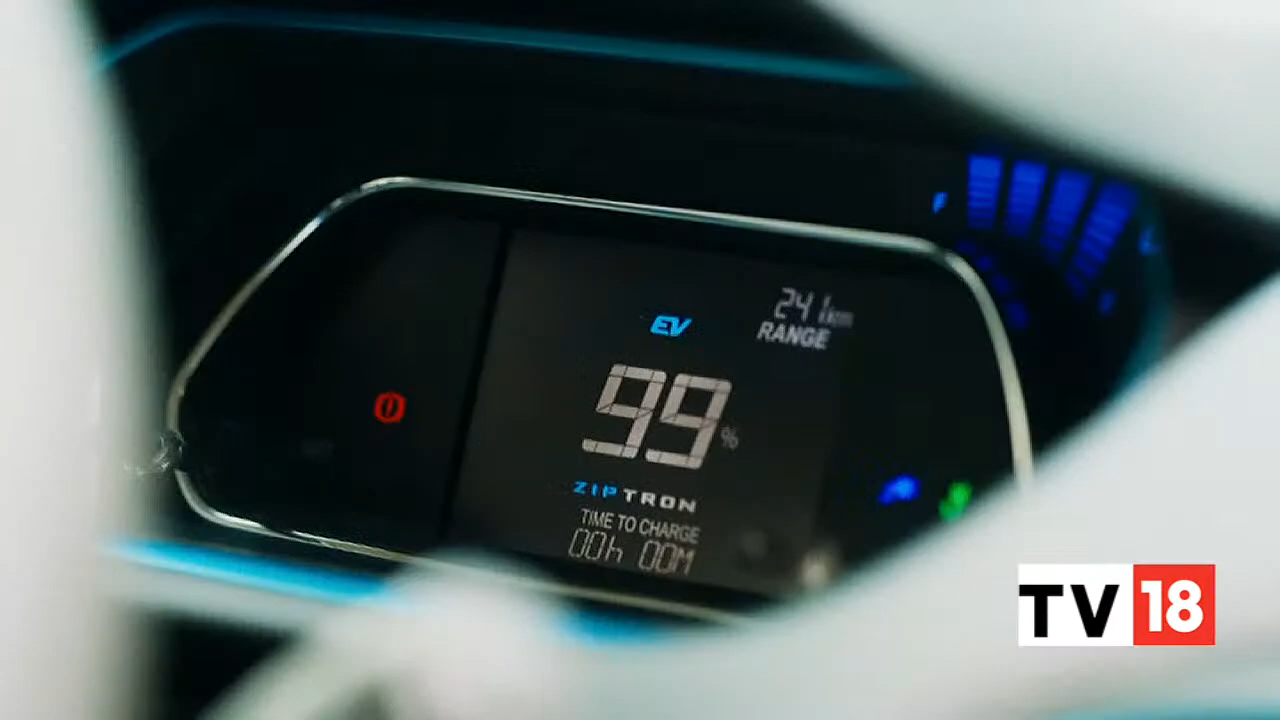 F
241km
RANGE
EV
99%
ZIPTRON
TIME TO CHARGE
00h 00M
TV18